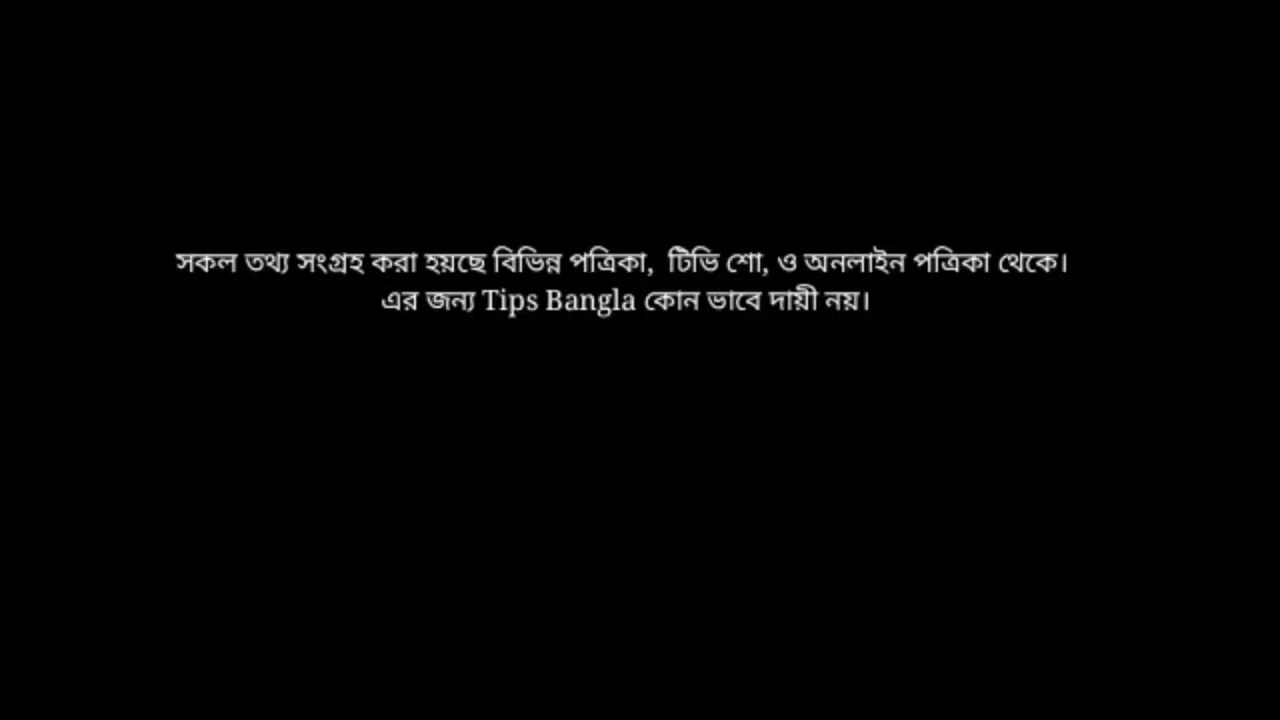 সকল তথ্য সংগ্রহ করা হয়ছে বিভিন্ন পত্রিকা, টিভি শো, ও অনলাইন পত্রিকা থেকে।
এর জন্য Tips Bangla কোন ভাবে দায়ী নয়।